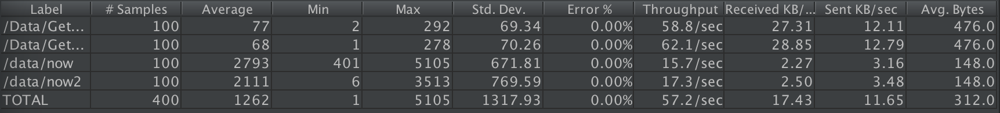 Label # Samples Average Min Max Std. Dev. Error % Throughput Received KB/... Sent KB/sec Avg. Bytes
/Data/Get... 100 77 2 292 69.34 0.00% 58.8/sec 27.31 12.11 476.0
/Data/Get... 100 68 1 278 70.26 0.00% 62.1/sec 28.85 12.79 476.0
/data/now 100 2793 401 5105 671.81 0.00% 15.7/sec 2.27 3.16 148.0
/data/now2 100 2111 6 3513 769.59 0.00% 17.3/sec 2.50 3.48 148.0
TOTAL 400 1262 1 5105 1317.93 0.00% 57.2/sec 17.43 11.65 312.0